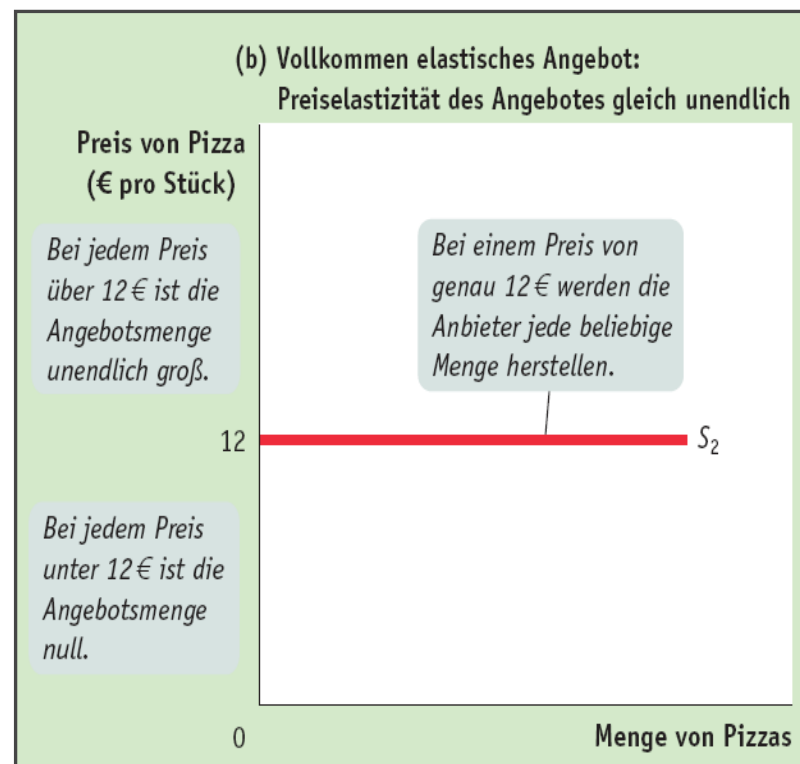 (b) Vollkommen elastisches Angebot:
Preiselastizität des Angebotes gleich unendlich
Preis von Pizza
(€ pro Stück)
Bei jedem Preis
über 12 € ist die
Angebotsmenge
unendlich groß.
Bei einem Preis von
genau 12 € werden die
Anbieter jede beliebige
Menge herstellen.
12
S₂
Bei jedem Preis
unter 12 € ist die
Angebotsmenge
null.
0
Menge von Pizzas